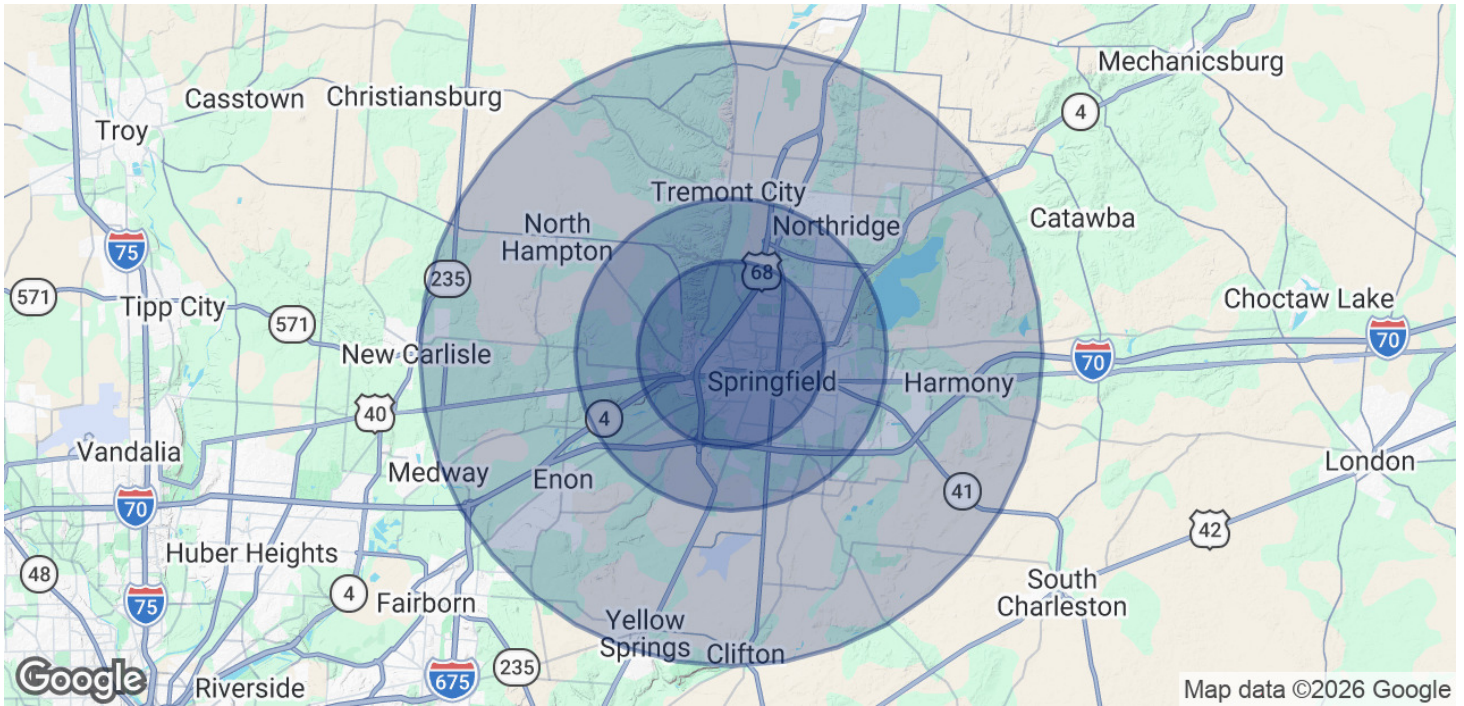 Mechanicsburg
Casstown
Christiansburg
4
Troy
Tremont City
Catawba
North
Hampton
Northridge
75
68
235
571
Choctaw Lake
Tipp City
571
70
New Carlisle
70
Springfield
Harmony
40
4
Vandalia
London
Medway
Enon
41
70
42
Huber Heights
48
South
Charleston
4
75
Fairborn
Yellow
Springs
Clifton
235
675
Google
Riverside
Map data ©2026 Google